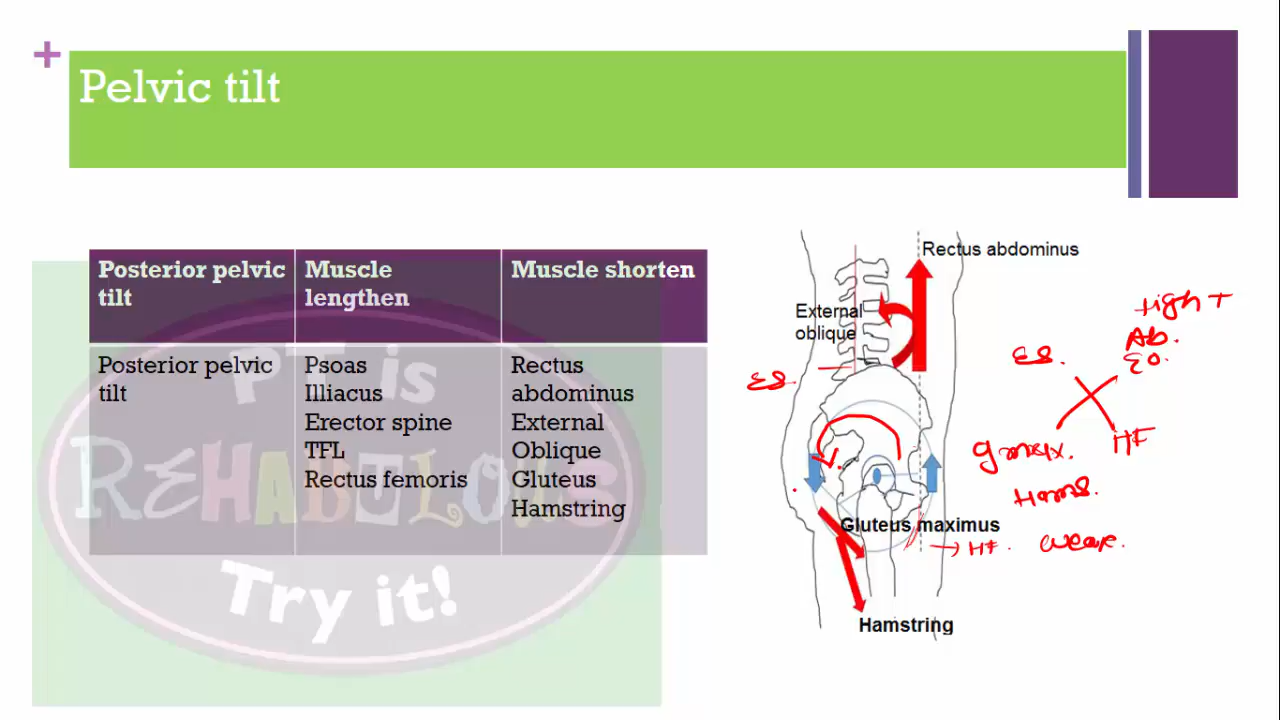 +
Pelvic tilt
Posterior pelvic tilt
Muscle lengthen
Muscle shorten
Posterior pelvic tilt
Psoas
Illiacus
Erector spine
TFL
Rectus femoris
Rectus
abdominus
External
Oblique
Gluteus
Hamstring
PT is
REHABULOUS
Try it!
Rectus abdominus
External
oblique
ES
Gluteus maximus
Hamstring
→ HF.
Ab.
ES.
EO.
g max.
HF
Hams.
weak.